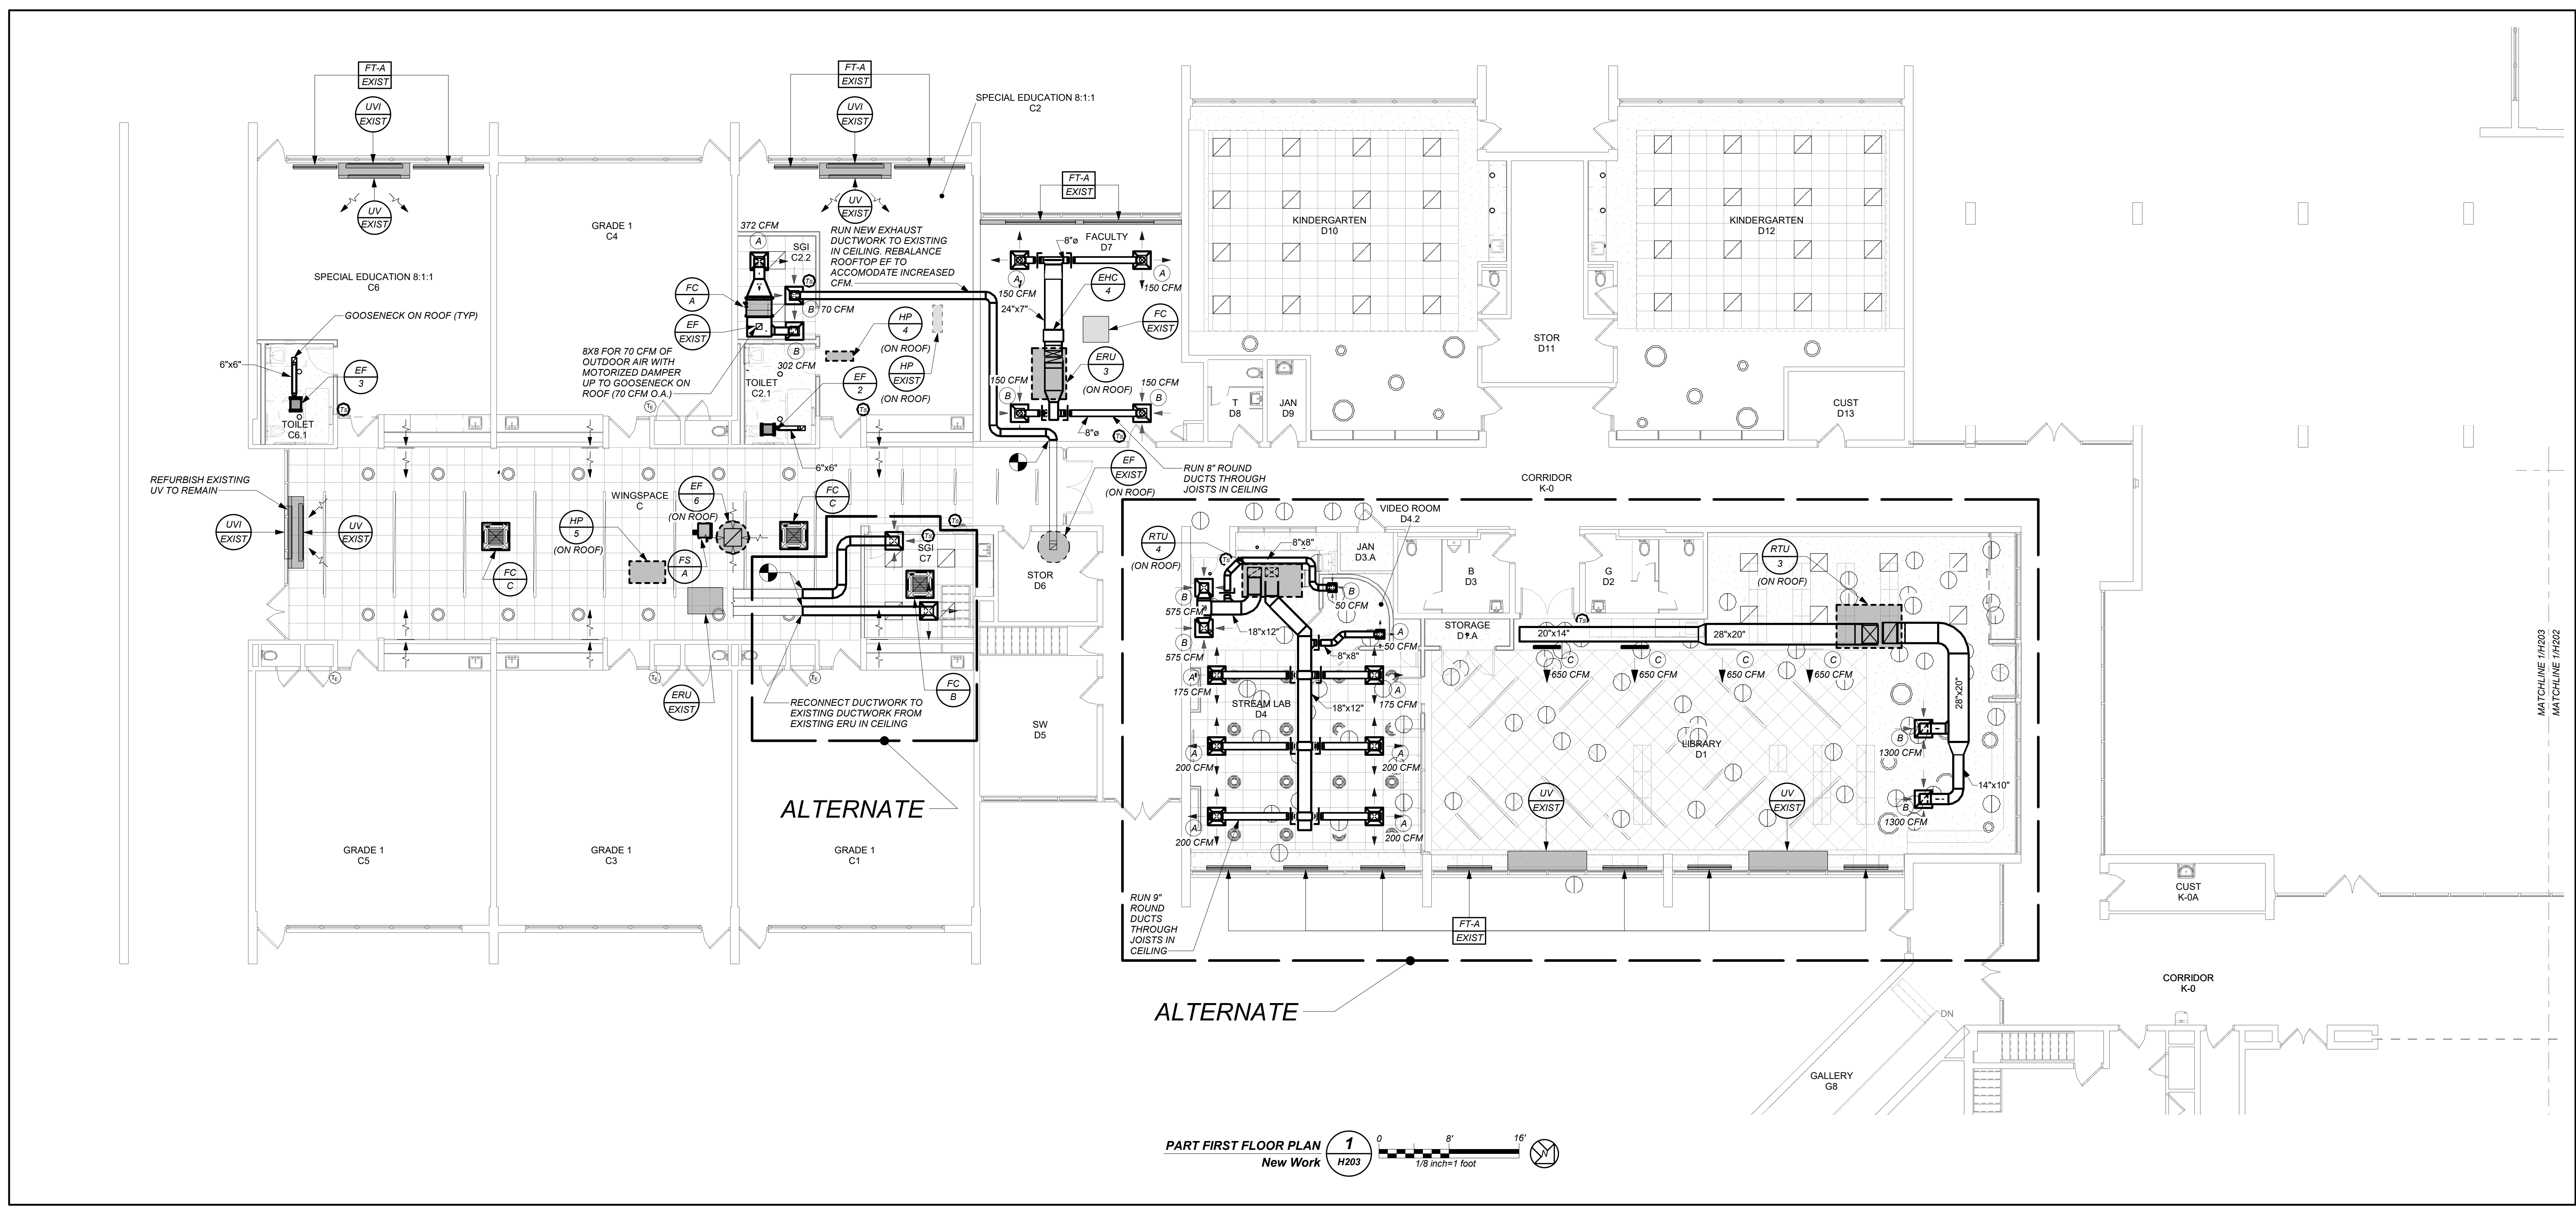 FT-A
EXIST
UVI
EXIST
UV
EXIST
FT-A
EXIST
UVI
EXIST
UV
EXIST
SPECIAL EDUCATION 8:1:1
C2
FT-A
EXIST
GRADE 1
C4
SPECIAL EDUCATION 8:1:1
C6
372 CFM
A
SGI
C2.2
RUN NEW EXHAUST
DUCTWORK TO EXISTING
IN CEILING. REBALANCE
ROOFTOP EF TO
ACCOMODATE INCREASED
CFM.
FC
A
TS
B
70 CFM
EF
EXIST
B
302 CFM
8X8 FOR 70 CFM OF
OUTDOOR AIR WITH
MOTORIZED DAMPER
UP TO GOOSENECK ON
ROOF (70 CFM O.A.)
GOOSENECK ON ROOF (TYP)
6"x6"
EF
3
TS
TOILET
C6.1
TE
TOILET
C2.1
EF
2
TS
6"x6"
HP
4
(ON ROOF)
HP
EXIST
(ON ROOF)
FACULTY
D7
8"ø
A
150 CFM
A
150 CFM
EHC
4
24"x7"
FC
EXIST
ERU
3
(ON ROOF)
150 CFM
B
150 CFM
B
8"ø
TS
EF
EXIST
(ON ROOF)
RUN 8" ROUND
DUCTS THROUGH
JOISTS IN CEILING
KINDERGARTEN
D10
KINDERGARTEN
D12
STOR
D11
T
D8
JAN
D9
CUST
D13
CORRIDOR
K-0
REFURBISH EXISTING
UV TO REMAIN
UVI
EXIST
UV
EXIST
WINGSPACE
C
EF
6
(ON ROOF)
FC
C
FC
C
HP
5
(ON ROOF)
FS
A
TS
TS
SGI
C7
STOR
D6
FC
B
ERU
EXIST
TE
TE
TE
RECONNECT DUCTWORK TO
EXISTING DUCTWORK FROM
EXISTING ERU IN CEILING
SW
D5
ALTERNATE
GRADE 1
C5
GRADE 1
C3
GRADE 1
C1
VIDEO ROOM
D4.2
RTU
4
(ON ROOF)
TS
8"x8"
JAN
D3.A
B
D3
G
D2
RTU
3
(ON ROOF)
B
575 CFM
B
575 CFM
18"x12"
B
50 CFM
A
50 CFM
8"x8"
STORAGE
TS
20"x14"
28"x20"
C
650 CFM
C
650 CFM
C
650 CFM
C
650 CFM
28"x20"
A
175 CFM
A
175 CFM
STREAM LAB
D4
18"x12"
A
200 CFM
A
200 CFM
A
200 CFM
A
200 CFM
LIBRARY
D1
B
1300 CFM
14"x10"
B
1300 CFM
UV
EXIST
UV
EXIST
RUN 9"
ROUND
DUCTS
THROUGH
JOISTS IN
CEILING
FT-A
EXIST
ALTERNATE
MATCHLINE 1/H203
MATCHLINE 1/H202
CUST
K-0A
CORRIDOR
K-0
DN
GALLERY
G8
PART FIRST FLOOR PLAN
New Work
1
H203
0 8' 16'
1/8 inch=1 foot
N